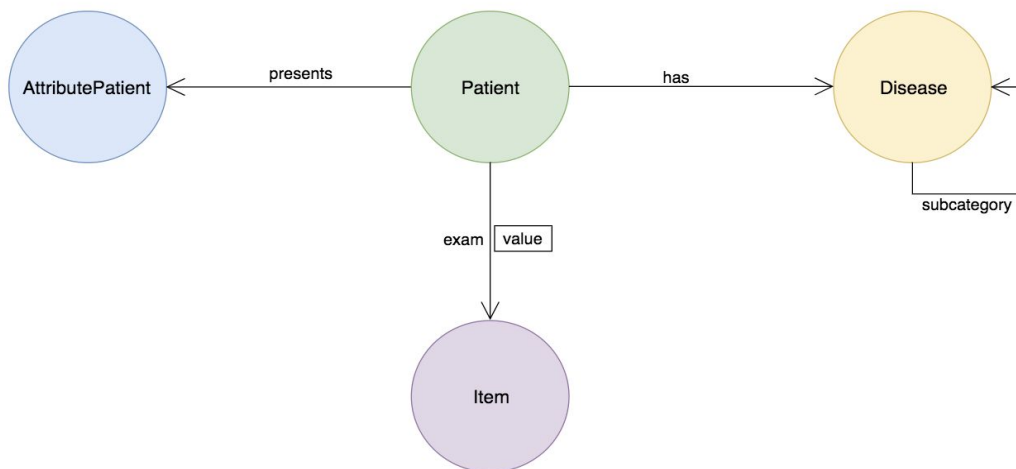 AttributePatient
presents
Patient
has
Disease
subcategory
exam
value
Item